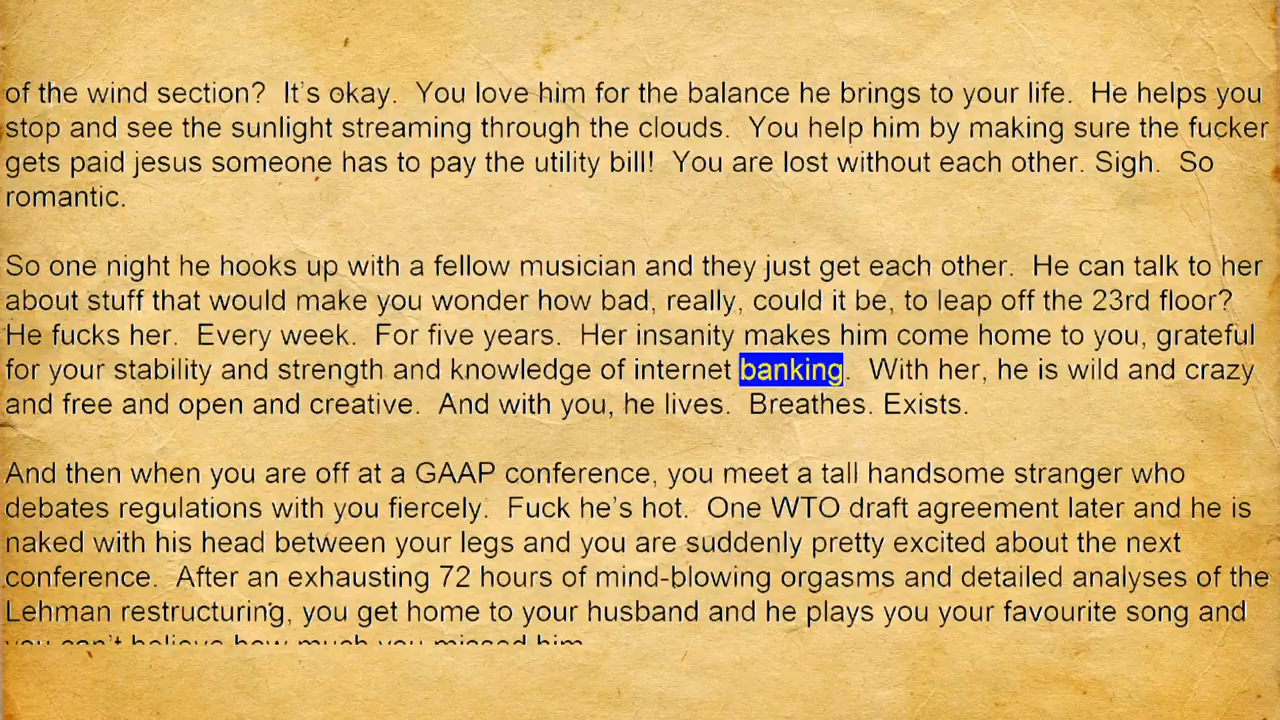 of the wind section?  It's okay.  You love him for the balance he brings to your life.  He helps you
stop and see the sunlight streaming through the clouds.  You help him by making sure the fucker
gets paid jesus someone has to pay the utility bill!  You are lost without each other. Sigh.  So
romantic.
So one night he hooks up with a fellow musician and they just get each other.  He can talk to her
about stuff that would make you wonder how bad, really, could it be, to leap off the 23rd floor?
He fucks her.  Every week.  For five years.  Her insanity makes him come home to you, grateful
for your stability and strength and knowledge of internet banking.  With her, he is wild and crazy
and free and open and creative.  And with you, he lives.  Breathes. Exists.
And then when you are off at a GAAP conference, you meet a tall handsome stranger who
debates regulations with you fiercely.  Fuck he's hot.  One WTO draft agreement later and he is
naked with his head between your legs and you are suddenly pretty excited about the next
conference.  After an exhausting 72 hours of mind-blowing orgasms and detailed analyses of the
Lehman restructuring, you get home to your husband and he plays you your favourite song and
you can't believe how much you missed him